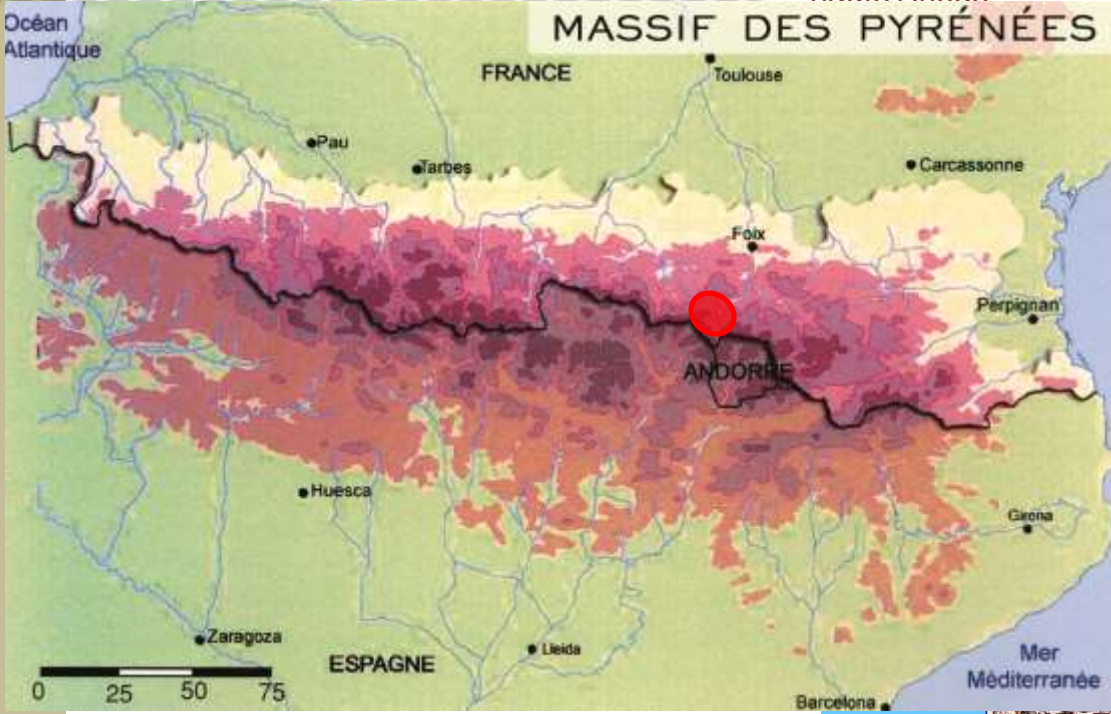 MASSIF DES PYRÉNÉES
Océan
Atlantique
FRANCE
Toulouse
Pau
Tarbes
Carcassonne
Foix
Perpignan
ANDORRE
Huesca
Girona
Zaragoza
Lleida
ESPAGNE
Mer
Méditerranée
0 25 50 75
Barcelona